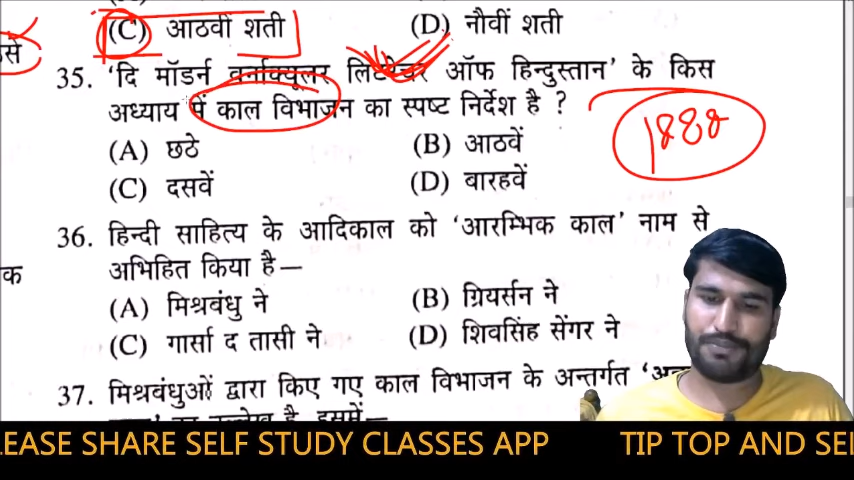 (C) आठवीं शती (D) नौवीं शती
से
35. 'दि मॉडर्न वर्नाक्यूलर लिटरेचर ऑफ हिन्दुस्तान' के किस
अध्याय में काल विभाजन का स्पष्ट निर्देश है ?
1888
(A) छठे (B) आठवें
(C) दसवें (D) बारहवें
36. हिन्दी साहित्य के आदिकाल को 'आरम्भिक काल' नाम से
अभिहित किया है—
क
(A) मिश्रबंधु ने (B) ग्रियर्सन ने
(C) गार्सा द तासी ने (D) शिवसिंह सेंगर ने
37. मिश्रबंधुओं द्वारा किए गए काल विभाजन के अन्तर्गत
LEASE SHARE SELF STUDY CLASSES APP TIP TOP AND SEL